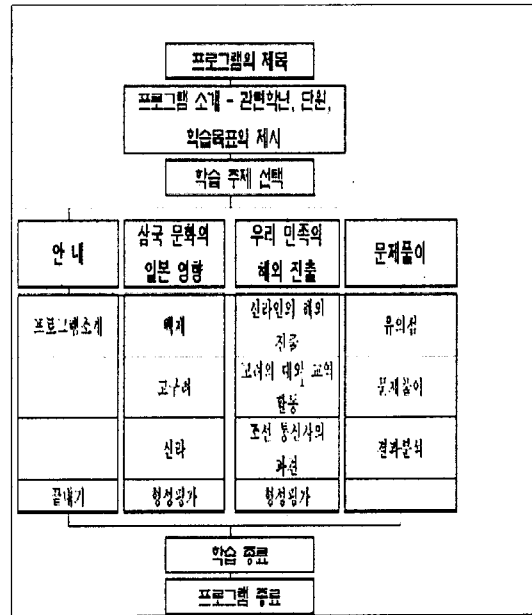 프로그램의 제목
프로그램 소개 - 관련학년, 단원,
학습목표의 제시
학습 주제 선택
안 내
삼국 문화의
일본 영향
우리 민족의
해외 진출
문제풀이
프로그램소개
백제
신라인의 해외
진출
유의점
고구려
고려의 대외 교역
활동
문제풀이
신라
조선 통신사의
파견
결과분석
끝내기
형성평가
형성평가
학습 종료
프로그램 종료